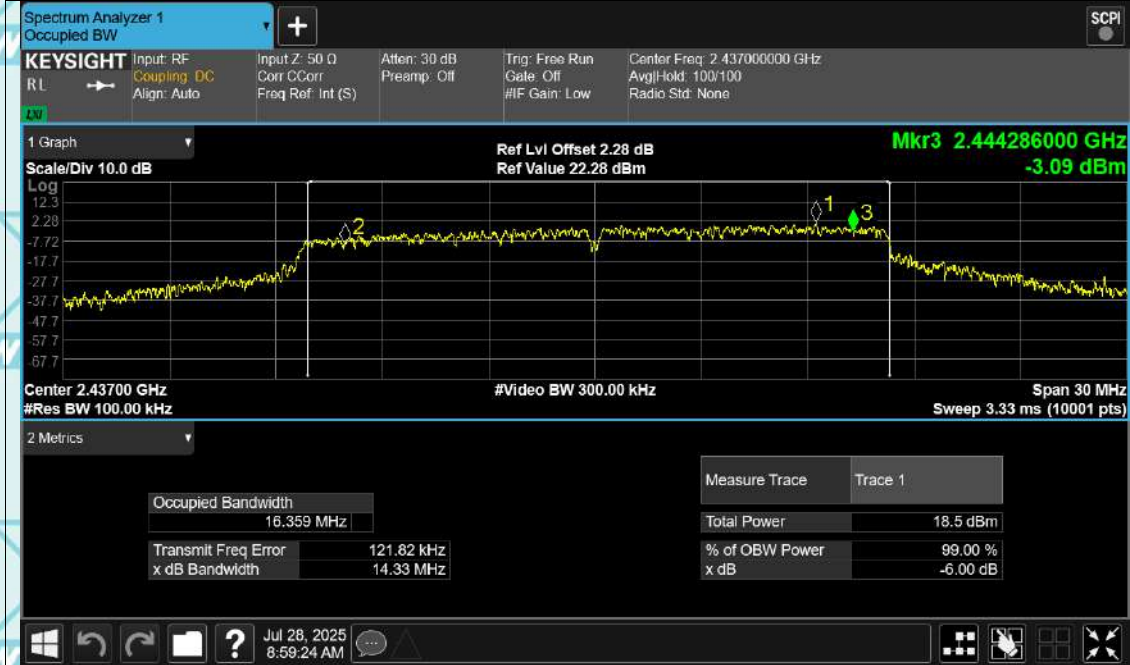 Spectrum Analyzer 1
Occupied BW
+
SCPI
KEYSIGHT
RL
LXI
Input: RF
Coupling: DC
Align: Auto
Input Z: 50 Ω
Corr CCorr
Freq Ref: Int (S)
Atten: 30 dB
Preamp: Off
Trig: Free Run
Gate: Off
#IF Gain: Low
Center Freq: 2.437000000 GHz
Avg|Hold: 100/100
Radio Std: None
1 Graph
Scale/Div 10.0 dB
Ref Lvl Offset 2.28 dB
Ref Value 22.28 dBm
Mkr3 2.444286000 GHz
-3.09 dBm
Log
12.3
2.28
-7.72
-17.7
-27.7
-37.7
-47.7
-57.7
-67.7
2
1
3
Center 2.43700 GHz
#Video BW 300.00 kHz
Span 30 MHz
#Res BW 100.00 kHz
Sweep 3.33 ms (10001 pts)
2 Metrics
Measure Trace Trace 1
Occupied Bandwidth
16.359 MHz
Total Power 18.5 dBm
Transmit Freq Error 121.82 kHz
% of OBW Power 99.00 %
x dB Bandwidth 14.33 MHz
x dB -6.00 dB
?
Jul 28, 2025
8:59:24 AM